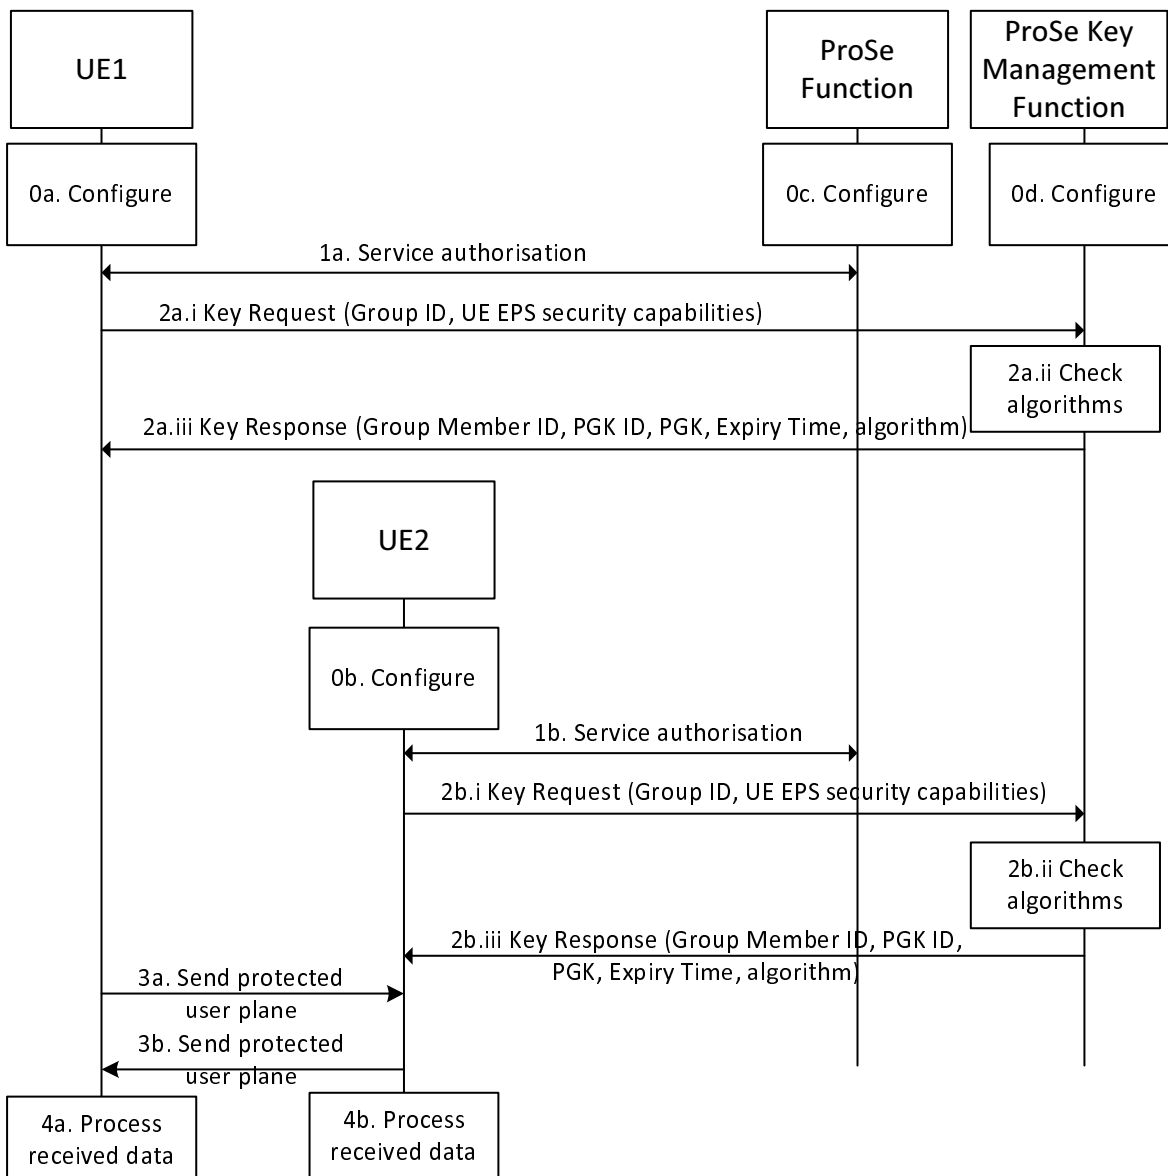 UE1
ProSe
Function
ProSe Key
Management
Function
0a. Configure
0c. Configure
0d. Configure
1a. Service authorisation
2a.i Key Request (Group ID, UE EPS security capabilities)
2a.ii Check
algorithms
2a.iii Key Response (Group Member ID, PGK ID, PGK, Expiry Time, algorithm)
UE2
0b. Configure
1b. Service authorisation
2b.i Key Request (Group ID, UE EPS security capabilities)
2b.ii Check
algorithms
2b.iii Key Response (Group Member ID, PGK ID,
PGK, Expiry Time, algorithm)
3a. Send protected
user plane
3b. Send protected
user plane
4a. Process
received data
4b. Process
received data